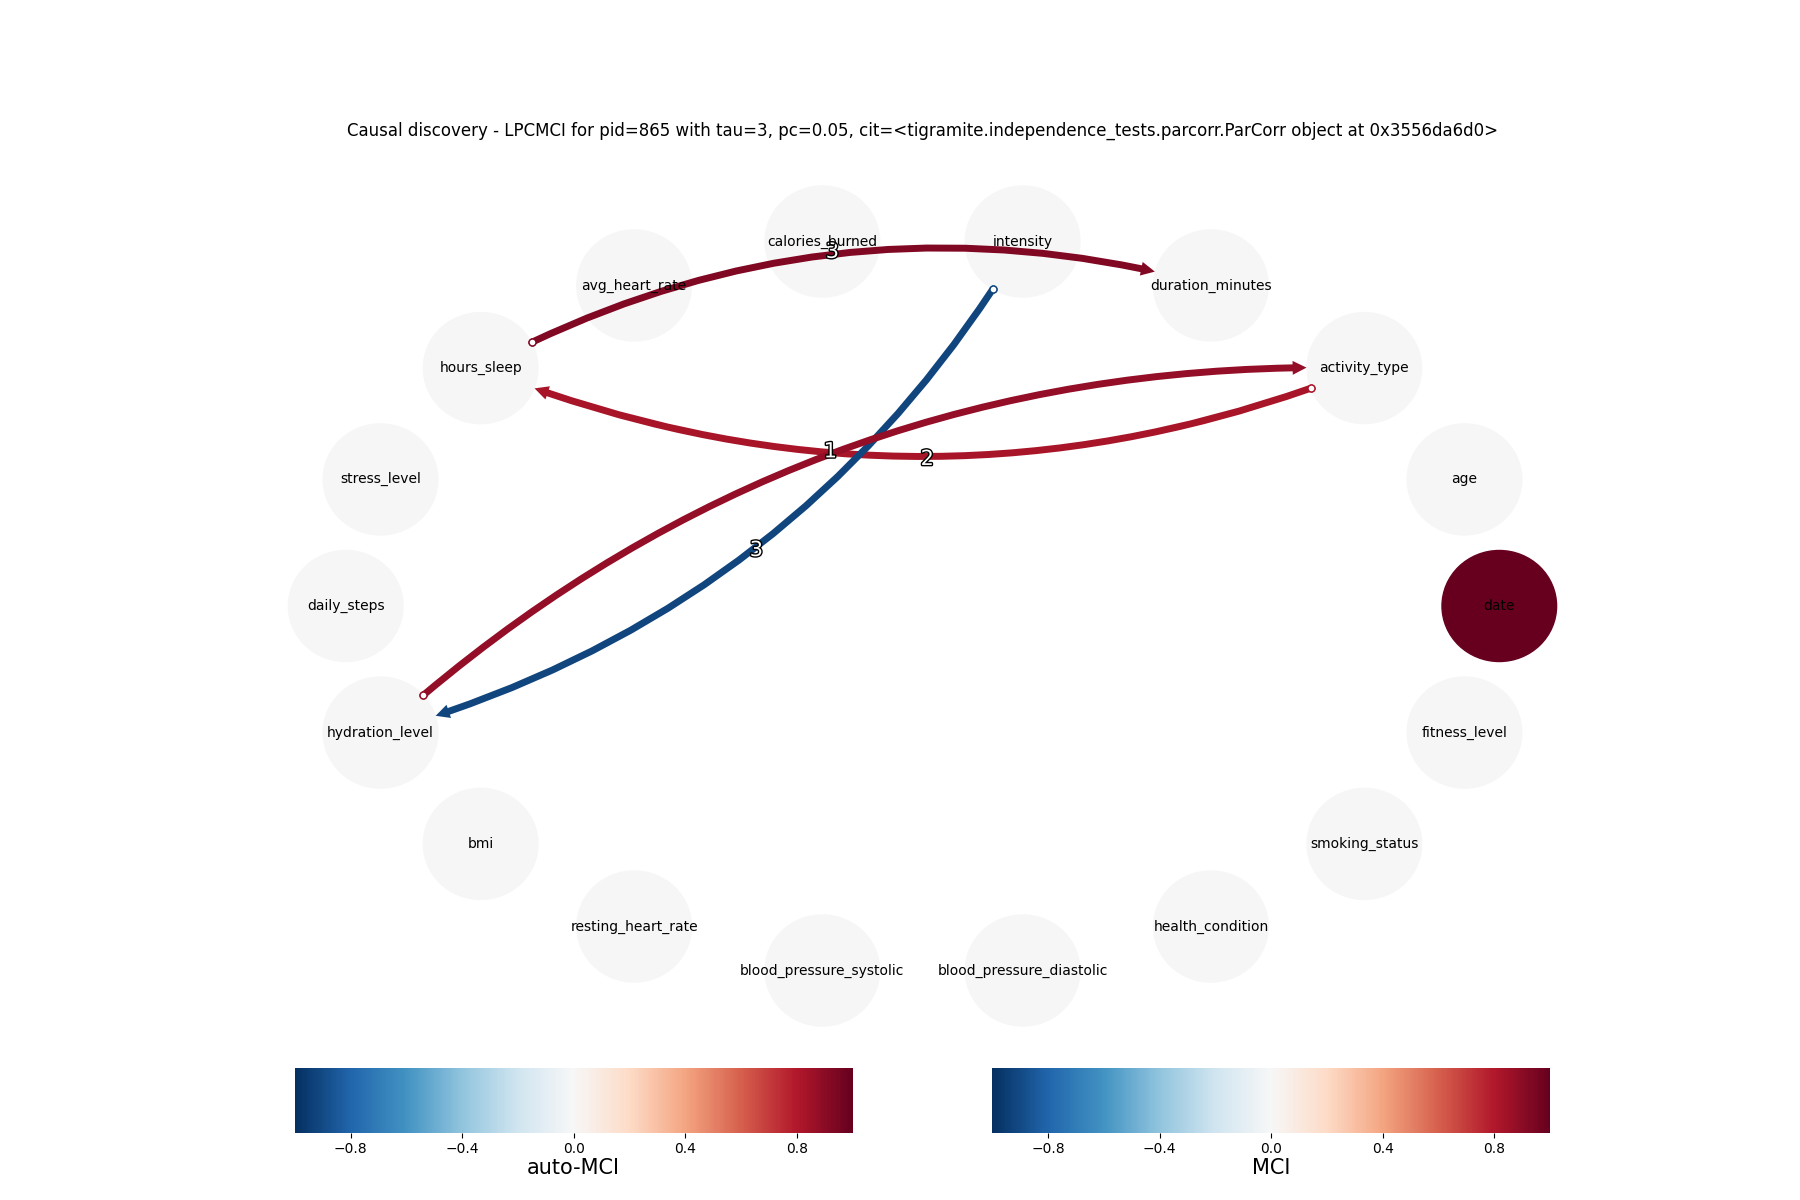 Causal discovery - LPCMCI for pid=865 with tau=3, pc=0.05, cit=<tigramite.independence_tests.parcorr.ParCorr object at 0x3556da6d0>
calories_burned
intensity
3
avg_heart_rate
duration_minutes
hours_sleep
activity_type
1
2
stress_level
age
3
daily_steps
date
hydration_level
fitness_level
bmi
smoking_status
resting_heart_rate
health_condition
blood_pressure_systolic
blood_pressure_diastolic
−0.8 −0.4 0.0 0.4 0.8
auto-MCI
−0.8 −0.4 0.0 0.4 0.8
MCI